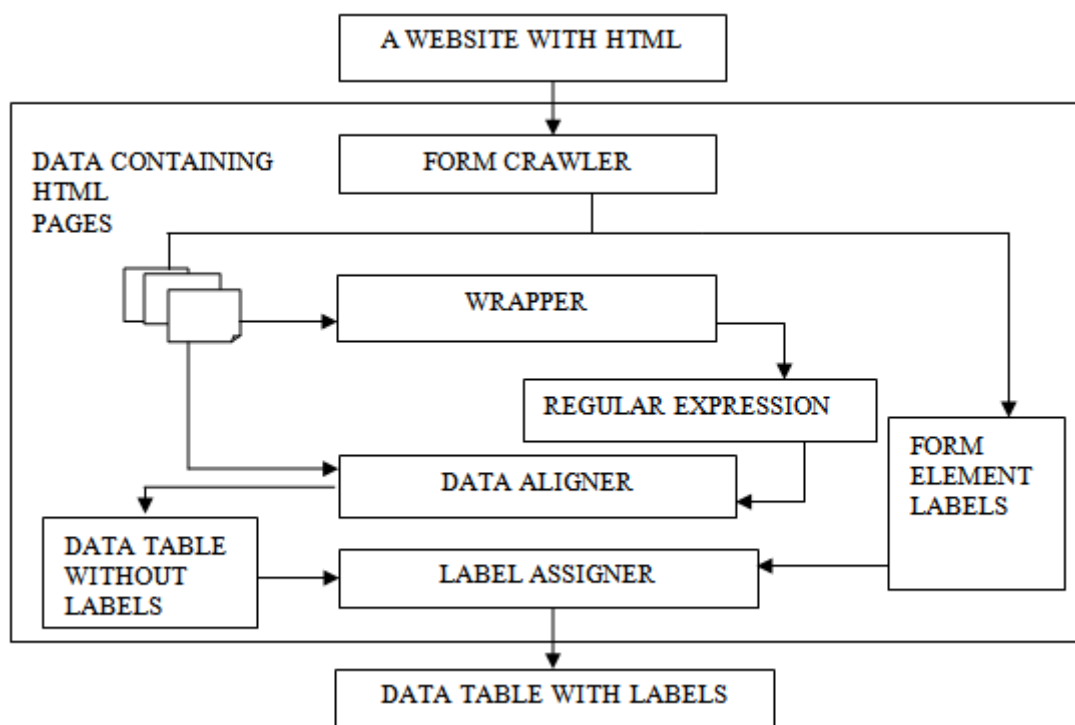 A WEBSITE WITH HTML
FORM CRAWLER
DATA CONTAINING
HTML
PAGES
WRAPPER
REGULAR EXPRESSION
FORM
ELEMENT
LABELS
DATA ALIGNER
DATA TABLE
WITHOUT
LABELS
LABEL ASSIGNER
DATA TABLE WITH LABELS